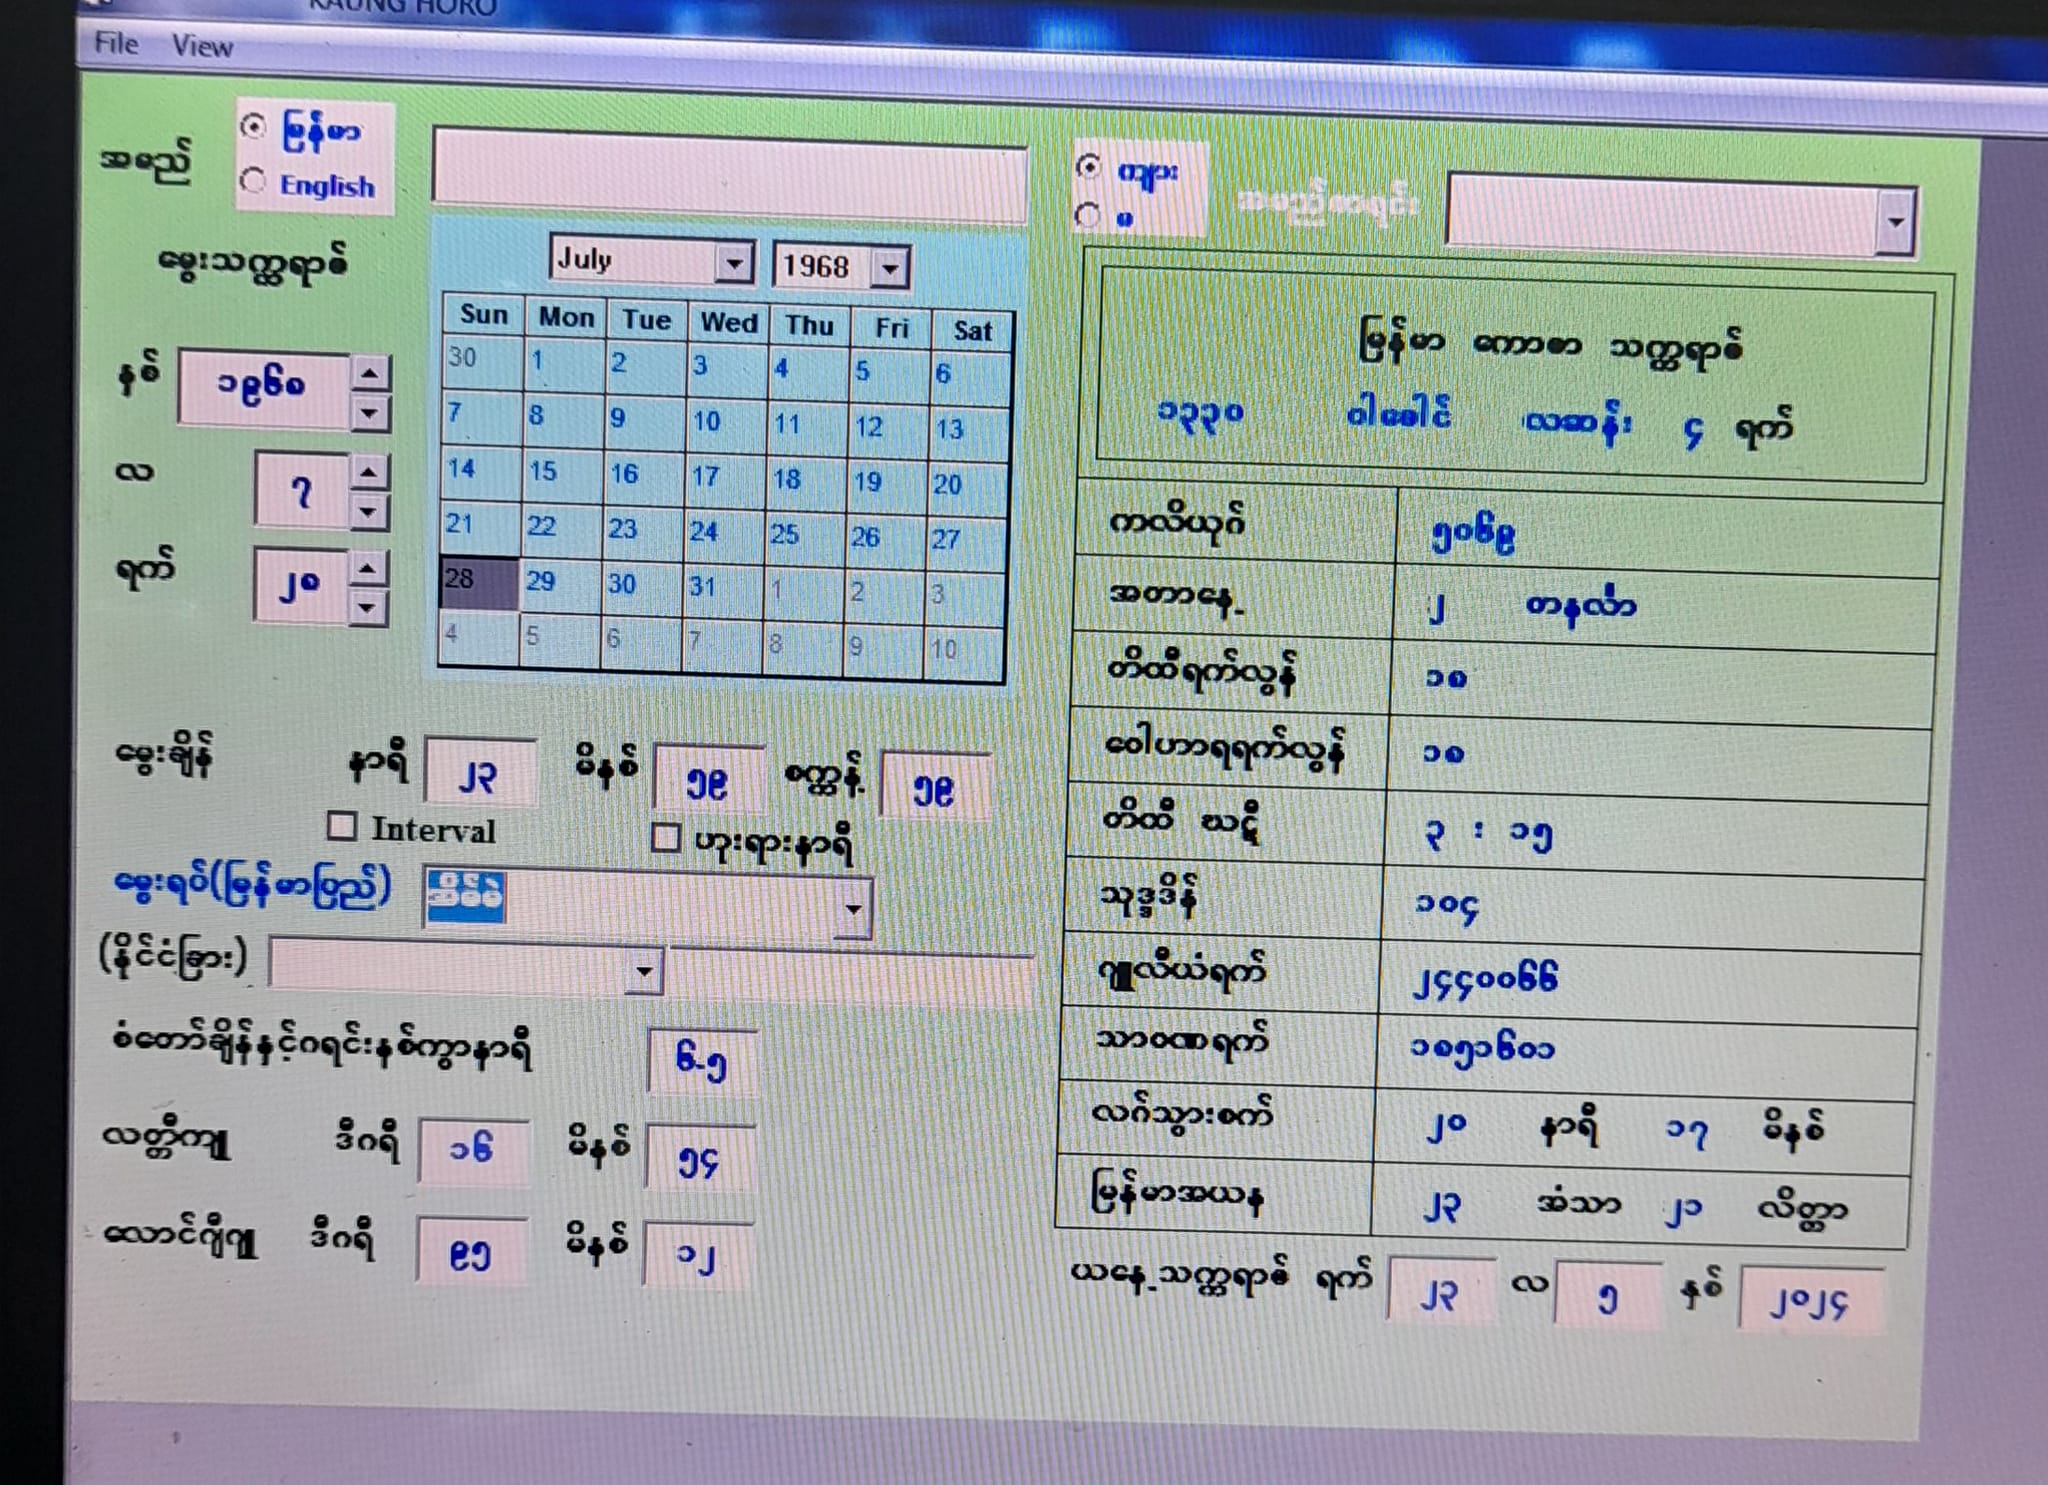 KAUNG HORO
File View
အမည်
မြန်မာ
English
ကျား
မ
အမည်စာရင်း
မွေးသက္ကရာဇ်
July 1968
Sun Mon Tue Wed Thu Fri Sat
30 1 2 3 4 5 6
7 8 9 10 11 12 13
14 15 16 17 18 19 20
21 22 23 24 25 26 27
28 29 30 31 1 2 3
4 5 6 7 8 9 10
နှစ် ၁၉၆၈
လ ၇
ရက် ၂၈
မွေးချိန် နာရီ ၂၃ မိနစ် ၅၉ စက္ကန့် ၅၉
Interval ဟူးရားနာရီ
မွေးရပ်(မြန်မာပြည်)
(နိုင်ငံခြား)
စံတော်ချိန်နှင့်ဂရင်းနစ်ကွာနာရီ ၆.၅
လတ္တီကျု ဒီဂရီ ၁၆ မိနစ် ၄၅
လောင်ဂျီကျု ဒီဂရီ မိနစ်
မြန်မာ ကောဇာ သက္ကရာဇ်
၁၃၃၀ ဝါခေါင် လဆန်း ၄ ရက်
ကလိယုဂ် ၅၀၆၉
အတာနေ့ ၂ တနင်္လာ
တိထီရက်လွန် ၁၀
ဝေါဟာရရက်လွန် ၁၀
တိထီ ဃဋီ ၃ : ၁၅
သုဒ္ဒဒိန် ၁၀၄
ဂျူလီယံရက် ၂၄၄၀၀၆၆
သာဝဏရက်
လဂ်သွားစက် ၂၀ နာရီ ၁၇ မိနစ်
မြန်မာအယန ၂၃ အံသာ ၂၁ လိတ္တာ
ယနေ့သက္ကရာဇ် ရက် ၂၃ လ ၅ နှစ် ၂၀၂၄